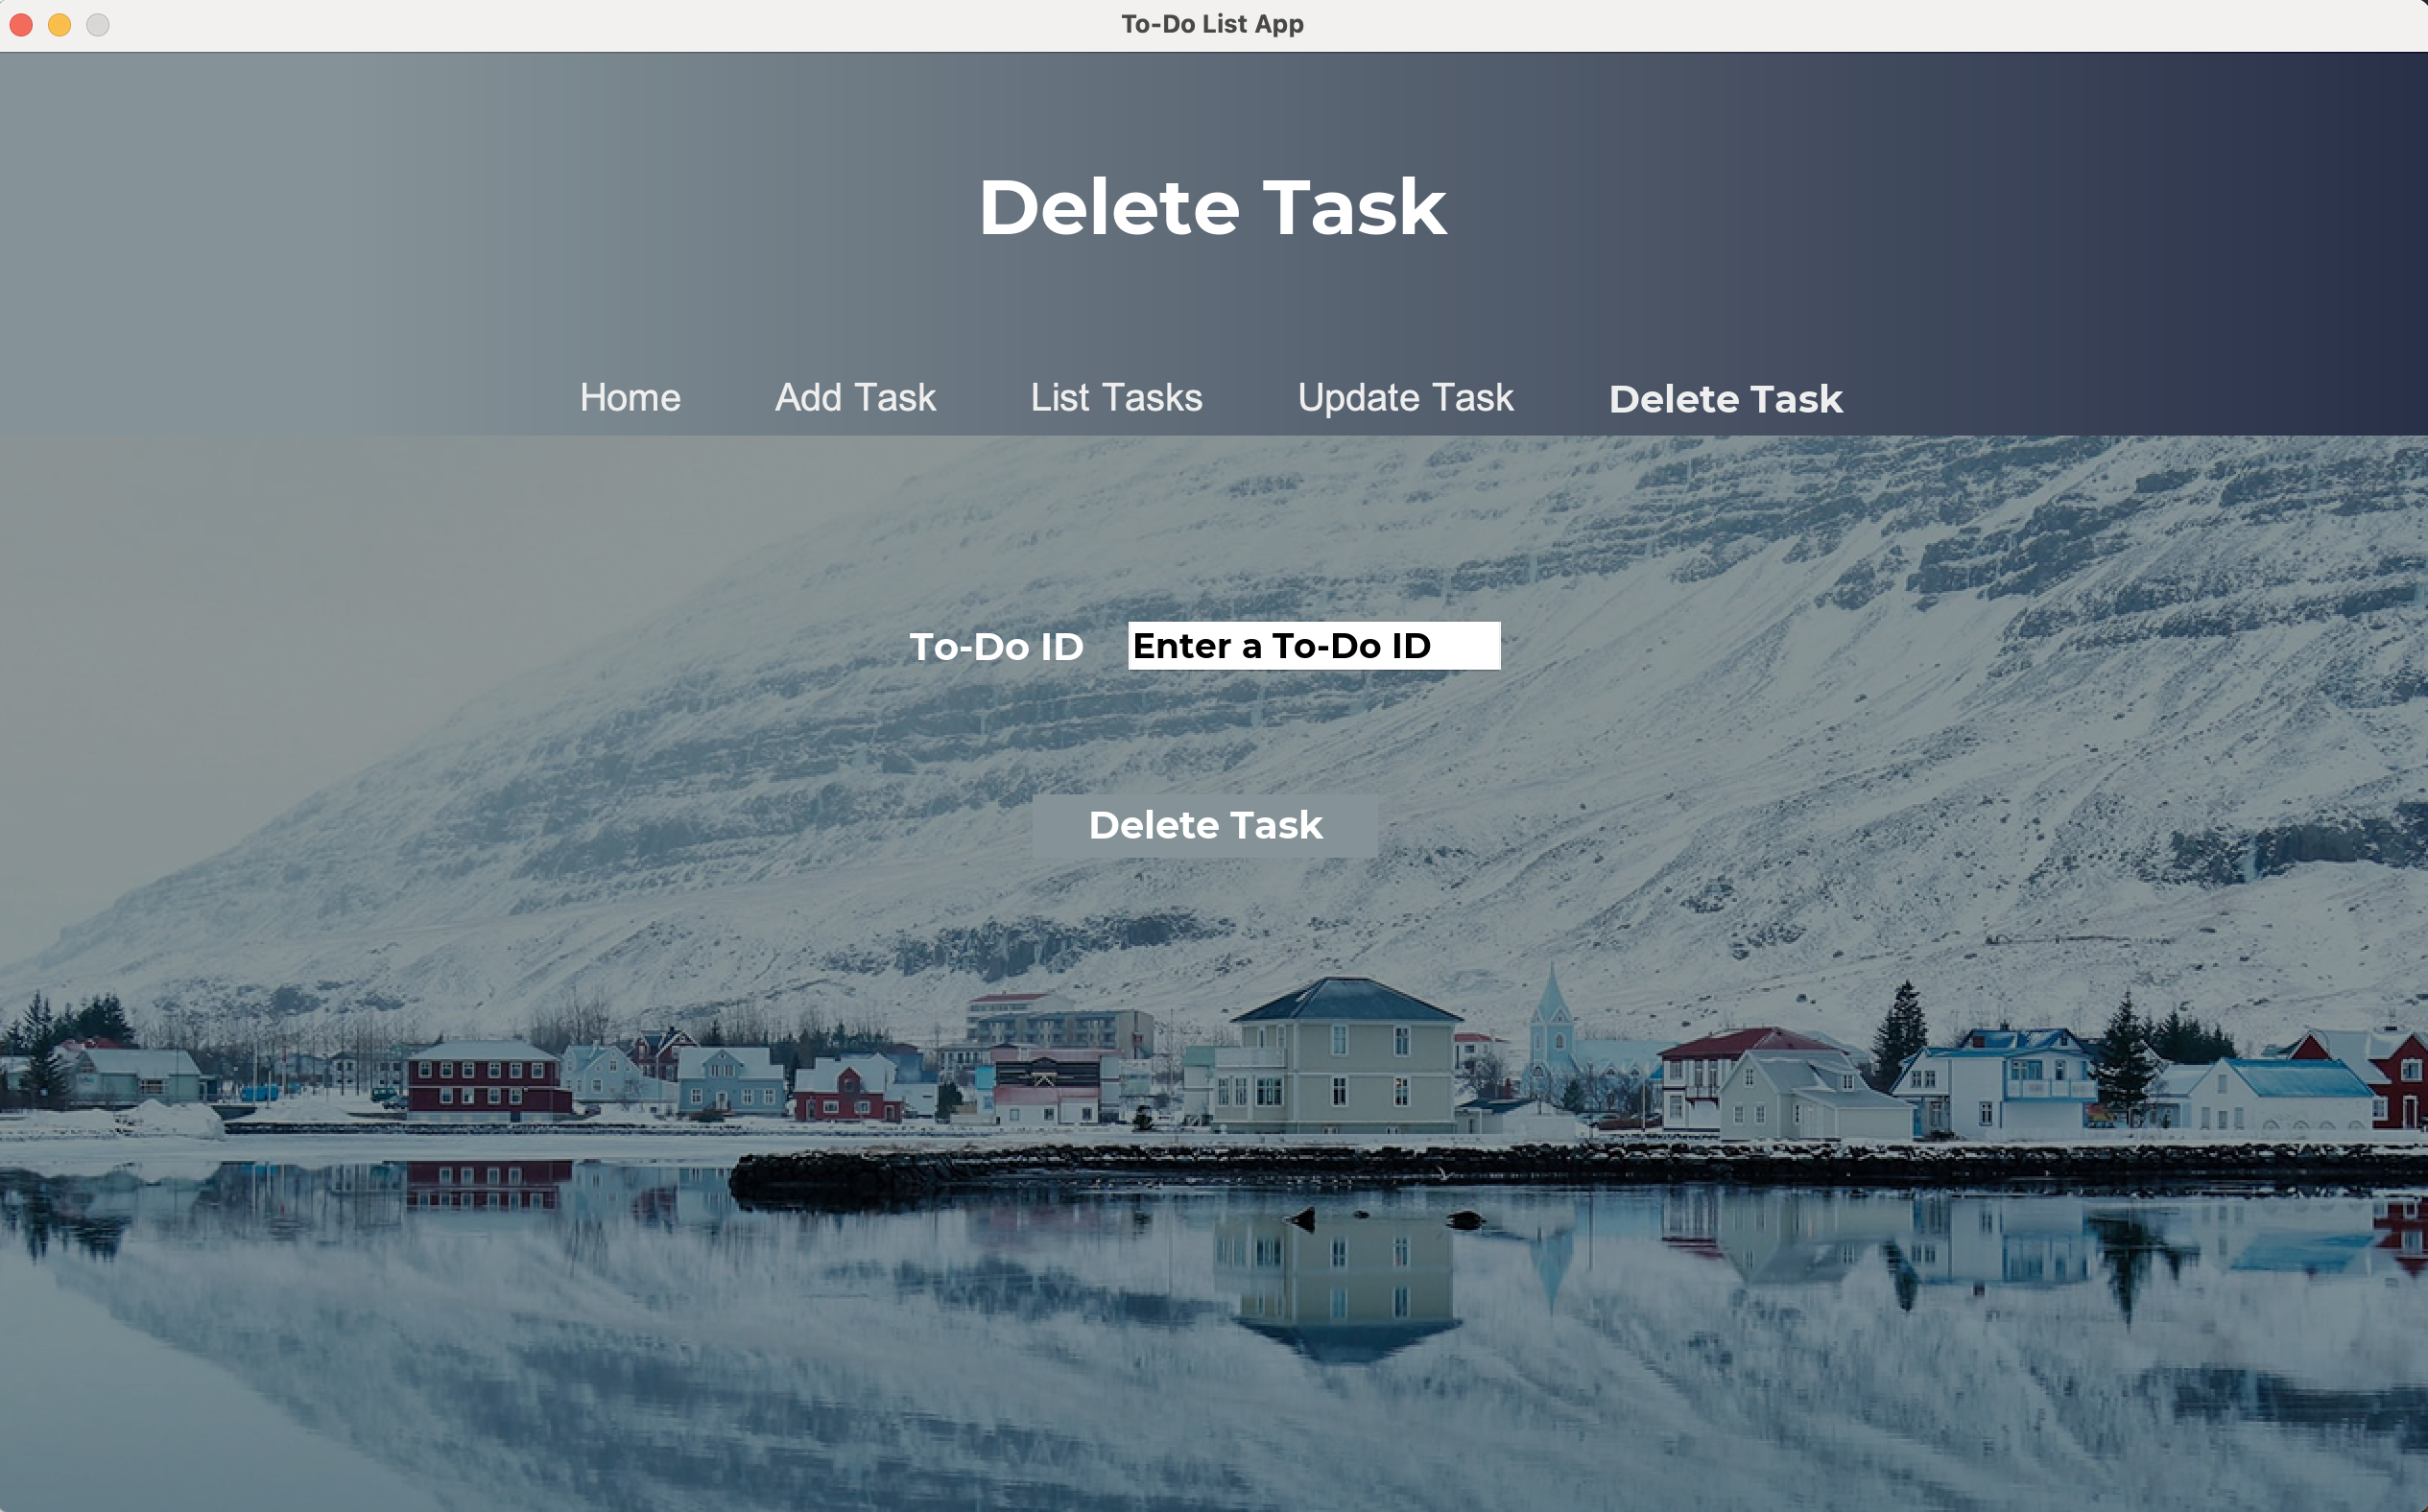 To-Do List App
Delete Task
Home Add Task List Tasks Update Task Delete Task
To-Do ID Enter a To-Do ID
Delete Task